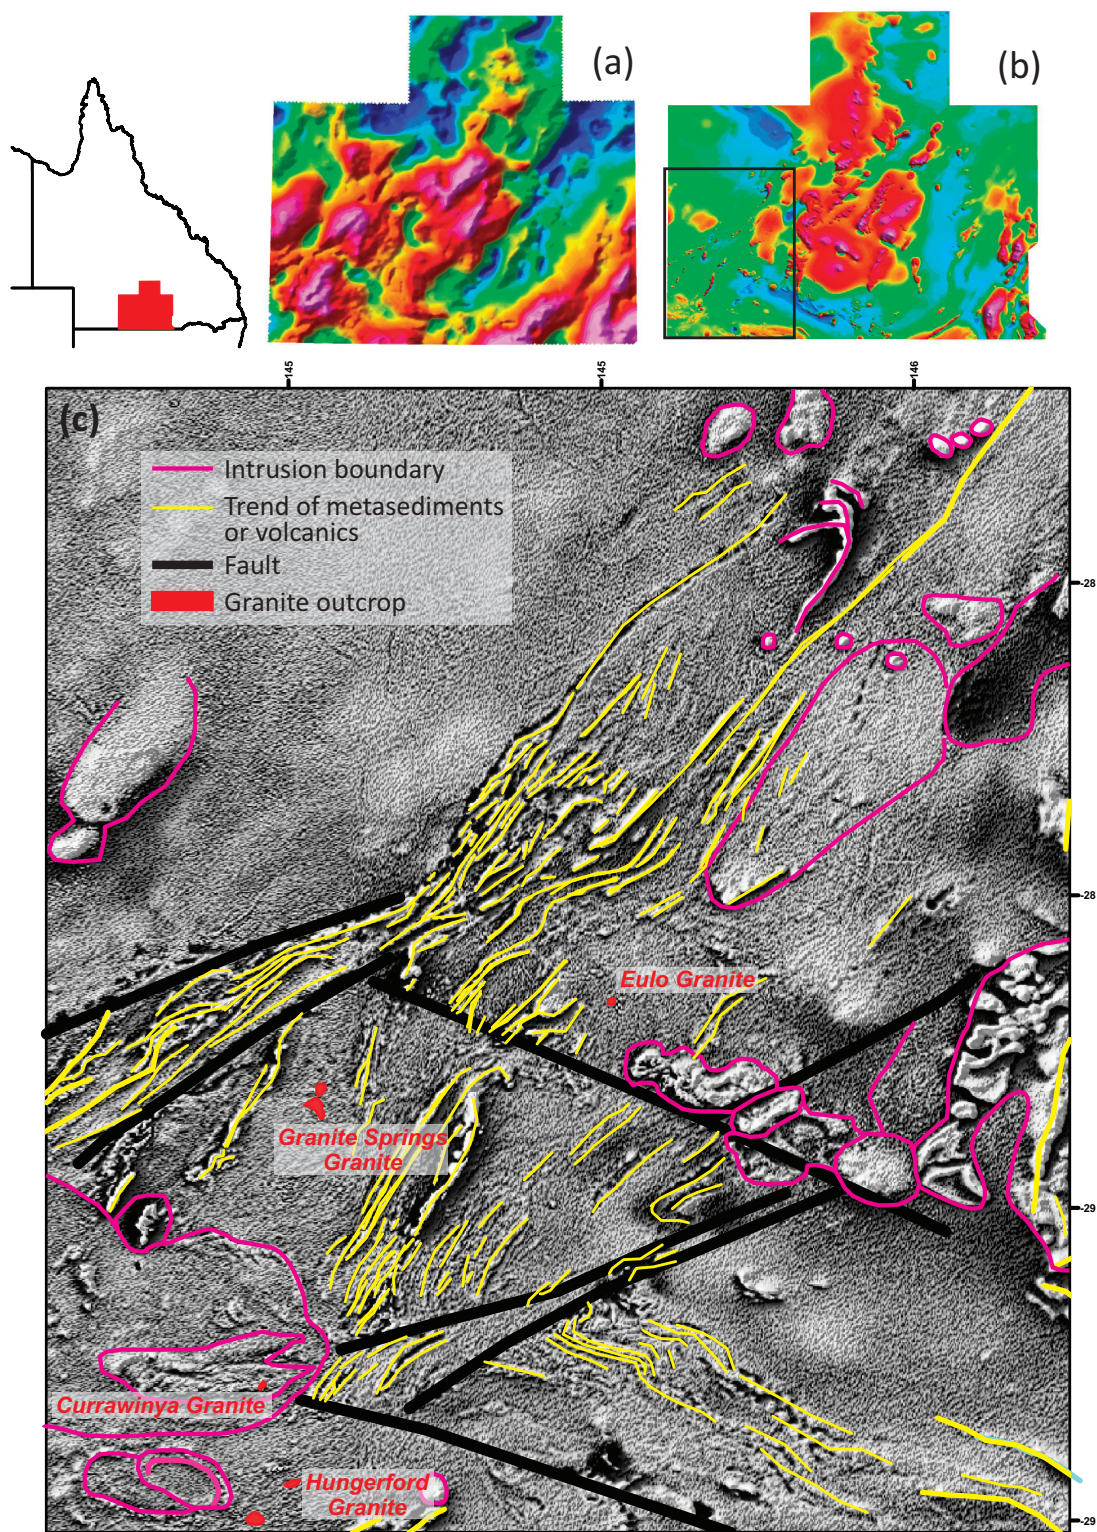 (a)
(b)
145
145
146
(c)
Intrusion boundary
Trend of metasediments
or volcanics
Fault
Granite outcrop
-28
-28
Eulo Granite
Granite Springs
Granite
-29
Currawinya Granite
Hungerford
Granite
-29